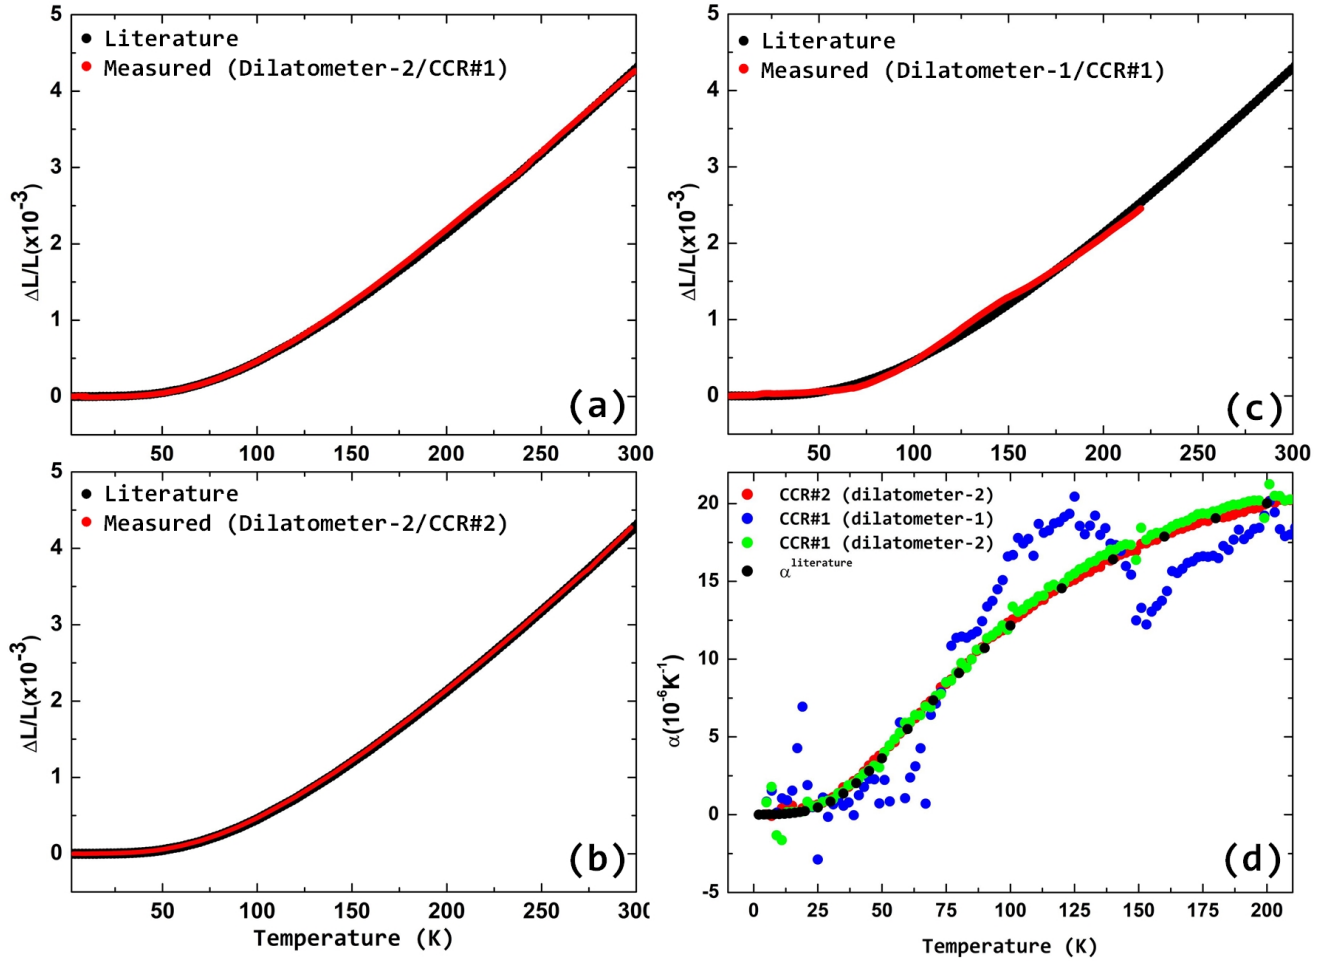 5
4
3
2
1
0
ΔL/L(x10⁻³)
Literature
Measured (Dilatometer-2/CCR#1)
(a)
50 100 150 200 250 300
5
4
3
2
1
0
ΔL/L(x10⁻³)
Literature
Measured (Dilatometer-1/CCR#1)
(c)
50 100 150 200 250 300
5
4
3
2
1
0
ΔL/L(x10⁻³)
Literature
Measured (Dilatometer-2/CCR#2)
(b)
50 100 150 200 250 300
Temperature (K)
20
15
10
5
0
-5
α(10⁻⁶K⁻¹)
CCR#2 (dilatometer-2)
CCR#1 (dilatometer-1)
CCR#1 (dilatometer-2)
α^literature
(d)
0 25 50 75 100 125 150 175 200
Temperature (K)